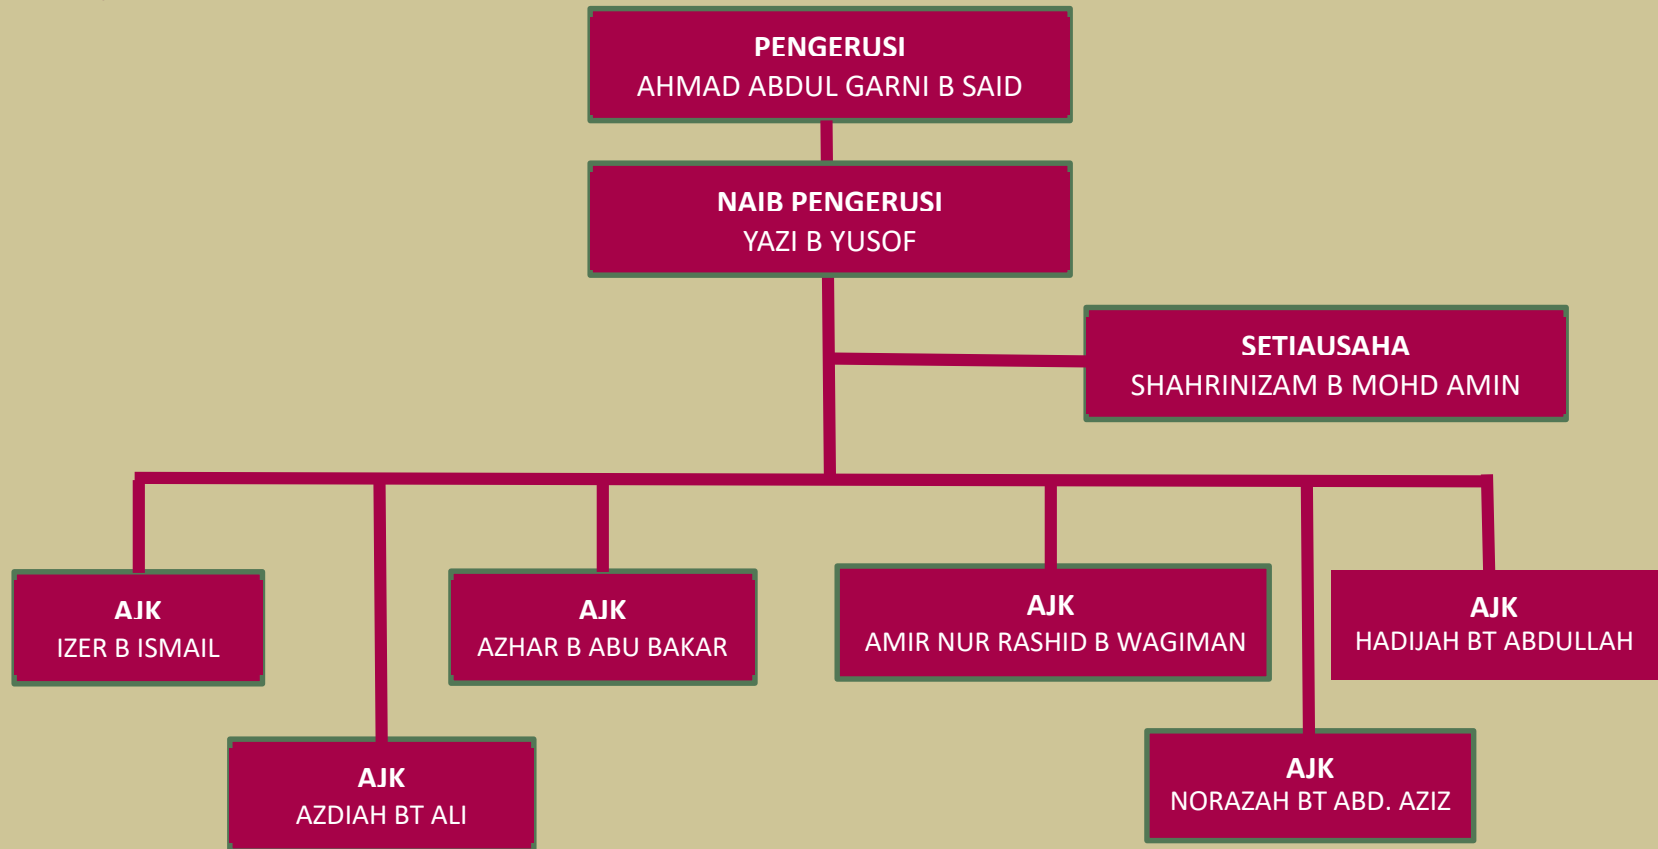 PENGERUSI
AHMAD ABDUL GARNI B SAID
NAIB PENGERUSI
YAZI B YUSOF
SETIAUSAHA
SHAHRINIZAM B MOHD AMIN
AJK
IZER B ISMAIL
AJK
AZHAR B ABU BAKAR
AJK
AMIR NUR RASHID B WAGIMAN
AJK
HADIJAH BT ABDULLAH
AJK
AZDIAH BT ALI
AJK
NORAZAH BT ABD. AZIZ